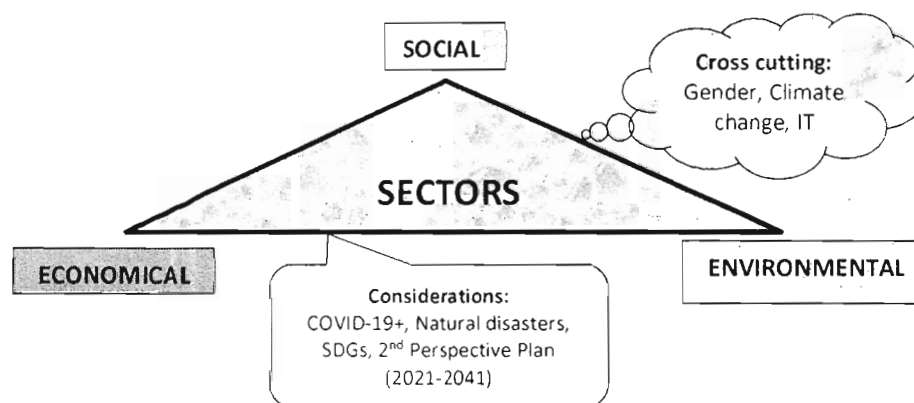 SOCIAL
Cross cutting:
Gender, Climate
change, IT
SECTORS
ECONOMICAL
ENVIRONMENTAL
Considerations:
COVID-19+, Natural disasters,
SDGs, 2nd Perspective Plan
(2021-2041)